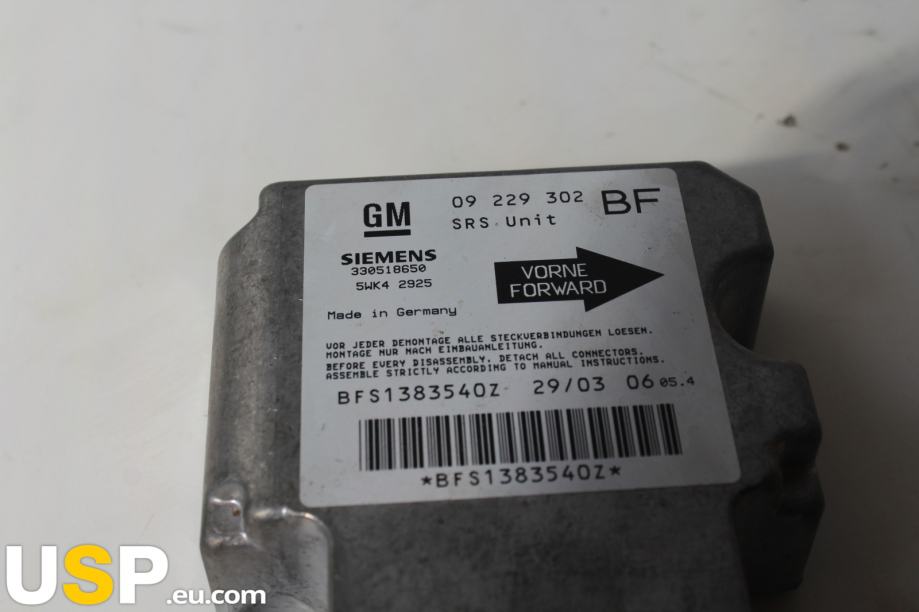 GM
09 229 302 BF
SRS Unit
SIEMENS
330518650
5WK4 2925
VORNE
FORWARD
Made in Germany
VOR JEDER DEMONTAGE ALLE STECKVERBINDUNGEN LOESEN.
MONTAGE NUR NACH EINBAUANLEITUNG.
BEFORE EVERY DISASSEMBLY, DETACH ALL CONNECTORS.
ASSEMBLE STRICTLY ACCORDING TO MANUAL INSTRUCTIONS.
BFS1383540Z 29/03 06 05.4
*BFS1383540Z*
USP.eu.com